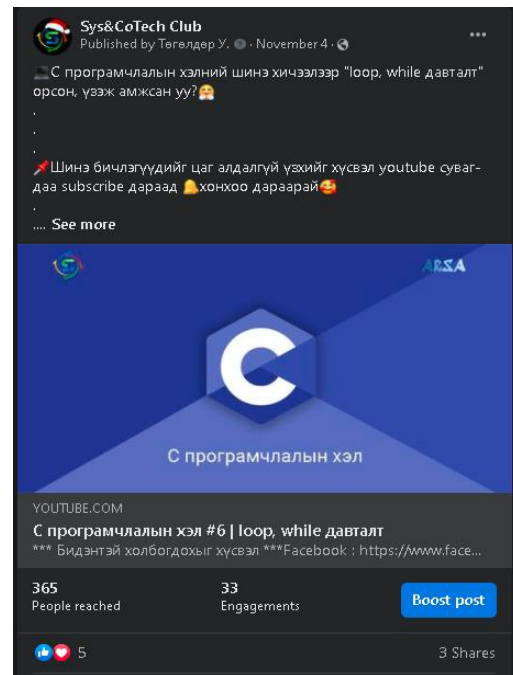 Sys&CoTech Club
Published by Төгөлдөр У. · November 4 ·
С програмчлалын хэлний шинэ хичээлээр "loop, while давталт"
орсон, үзэж амжсан уу?
.
.
.
Шинэ бичлэгүүдийг цаг алдалгүй үзхийг хүсвэл youtube суваг-
даа subscribe дараад хонхоо дараарай
.
.... See more
ARSA
C
С програмчлалын хэл
YOUTUBE.COM
С програмчлалын хэл #6 | loop, while давталт
*** Бидэнтэй холбогдохыг хүсвэл ***Facebook : https://www.face...
365
33
Boost post
People reached
Engagements
5
3 Shares